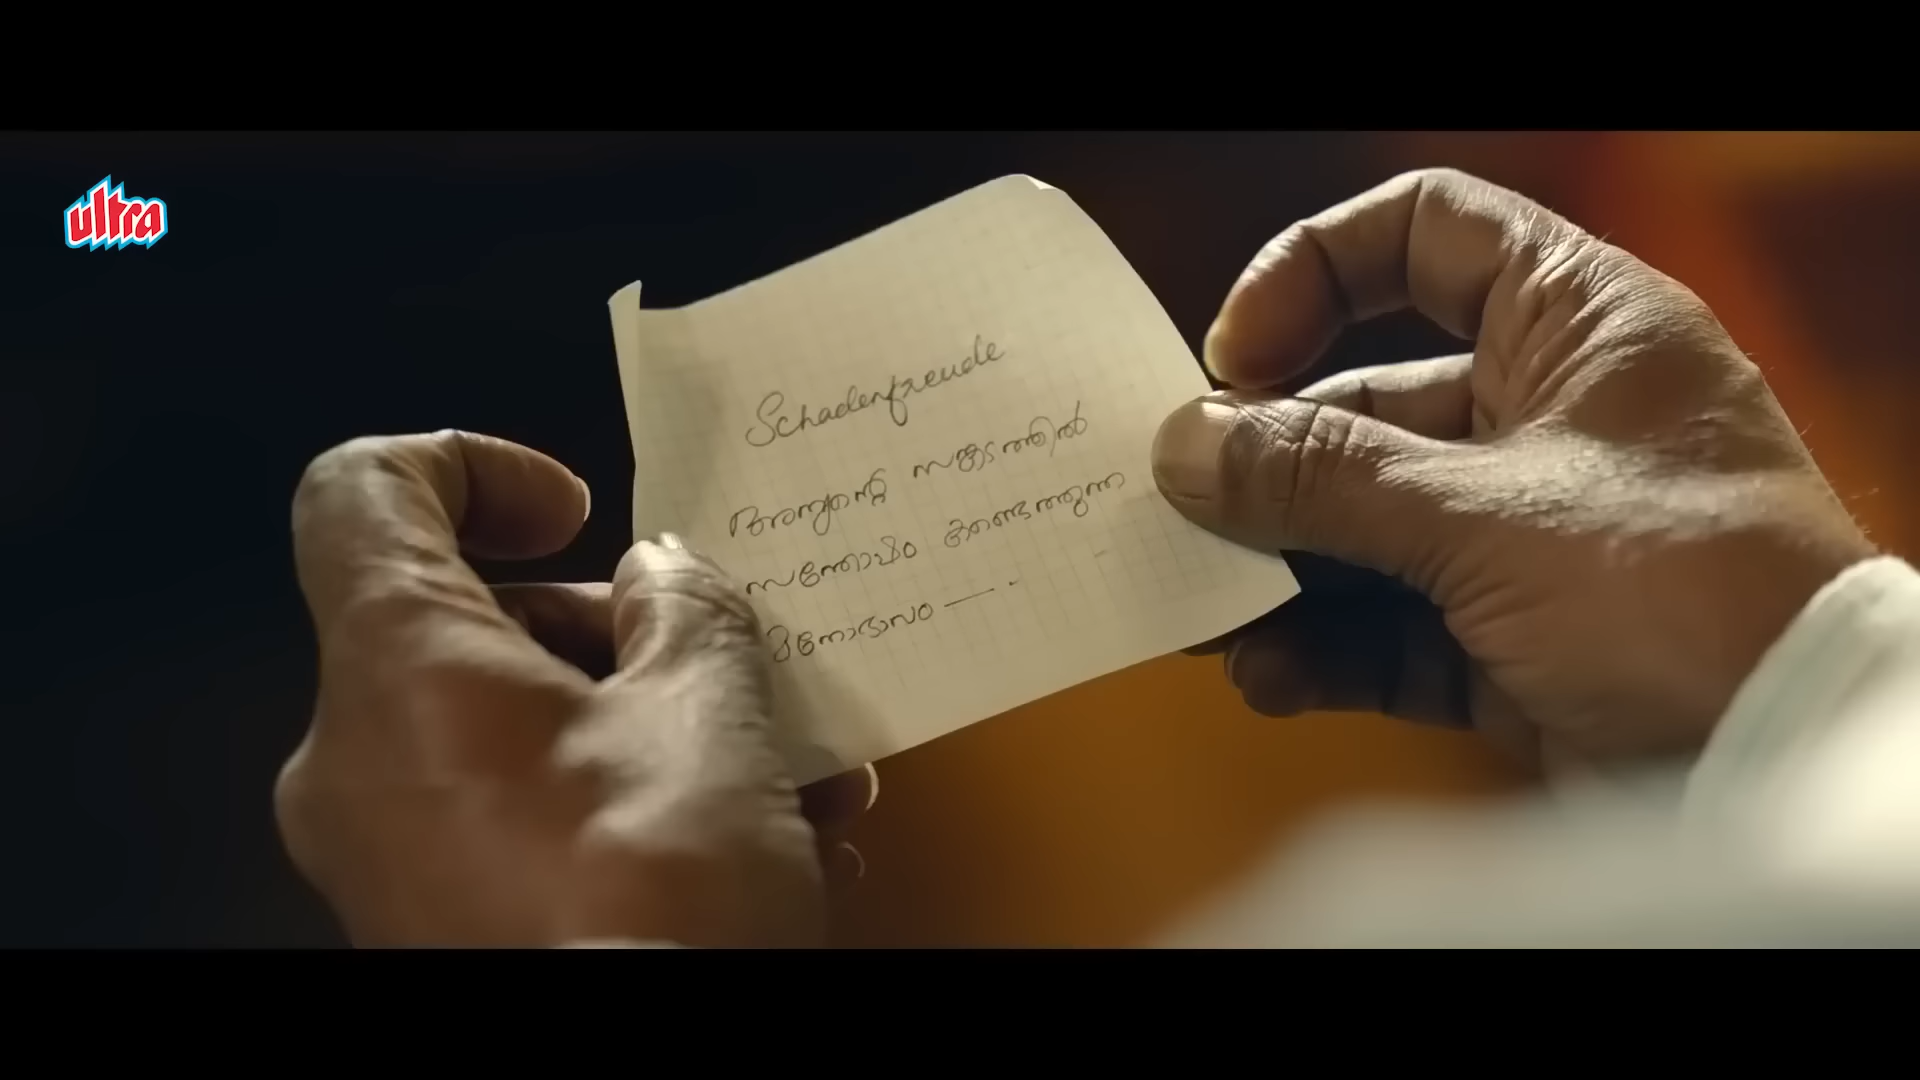 ultra
Schadenfreude
അന്യന്റെ സങ്കടത്തിൽ
സന്തോഷം കണ്ടെത്തുന്ന
മനോഭാവം —.